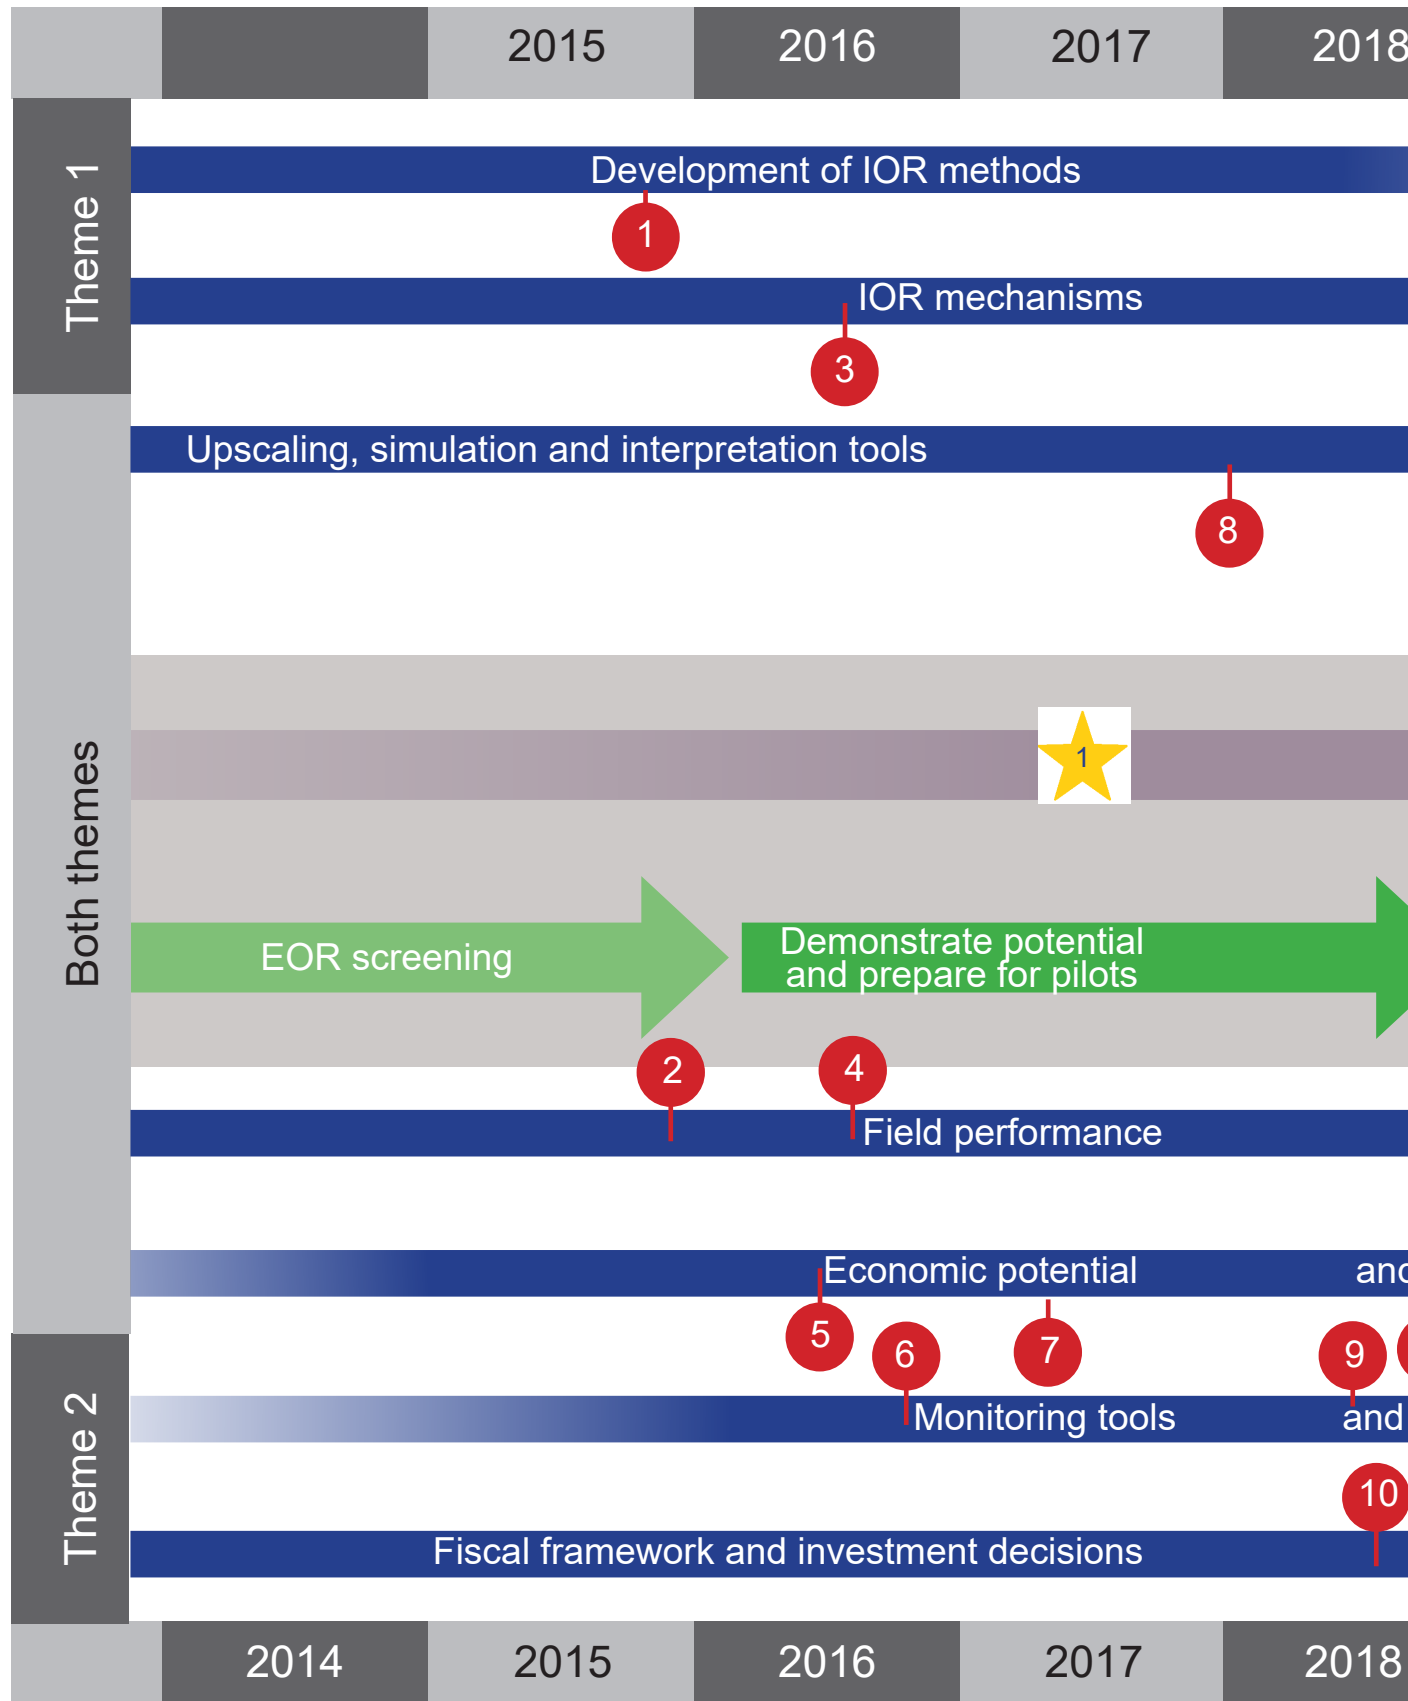 2015 2016 2017 2018
Theme 1
Development of IOR methods
1
IOR mechanisms
3
Both themes
Upscaling, simulation and interpretation tools
8
1
EOR screening
Demonstrate potential
and prepare for pilots
2 4
Field performance
Economic potential and
5 6 7 9
Theme 2
Monitoring tools and
10
Fiscal framework and investment decisions
2014 2015 2016 2017 2018